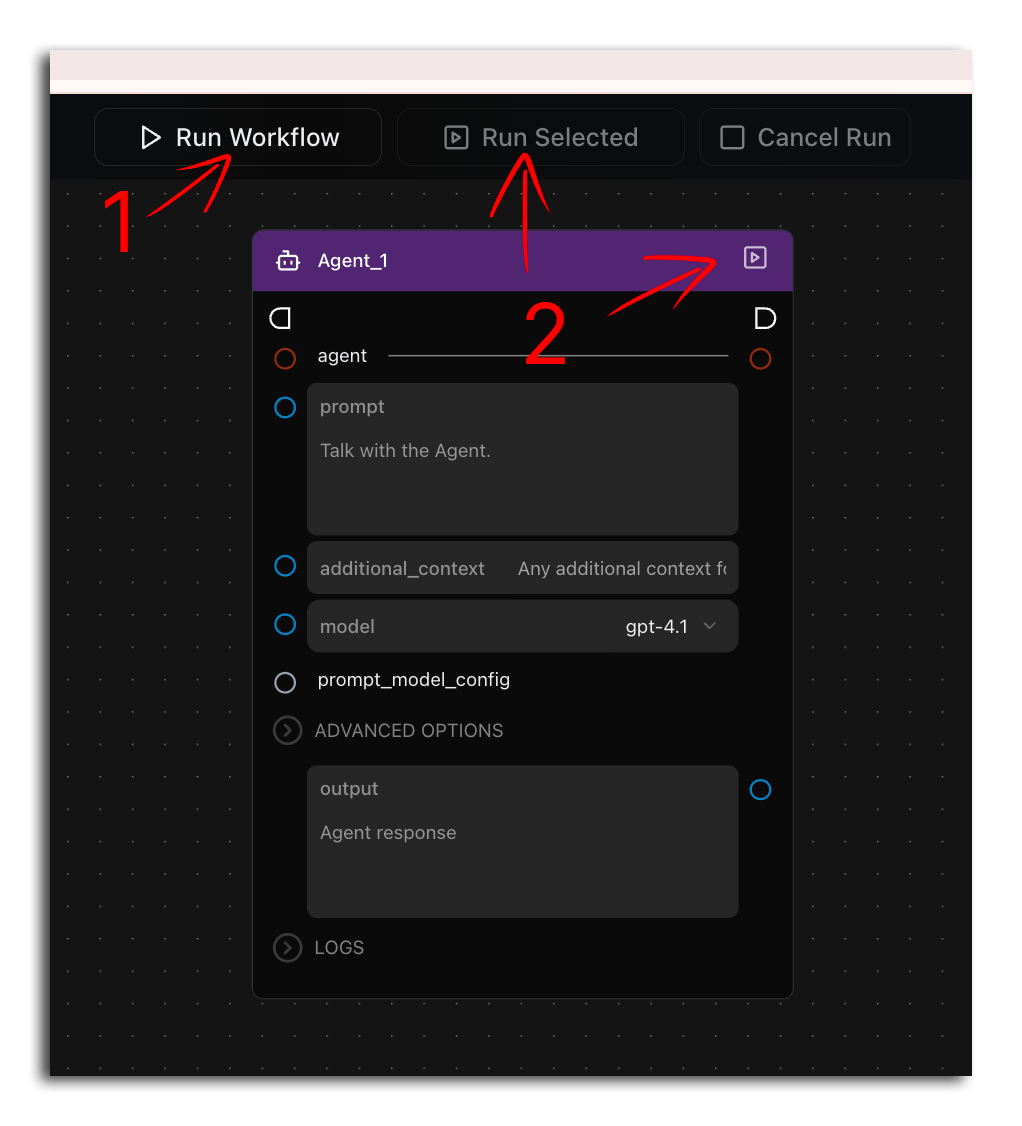 Run Workflow
Run Selected
Cancel Run
1
Agent_1
2
agent
prompt
Talk with the Agent.
additional_context
Any additional context fo
model
gpt-4.1
prompt_model_config
ADVANCED OPTIONS
output
Agent response
LOGS